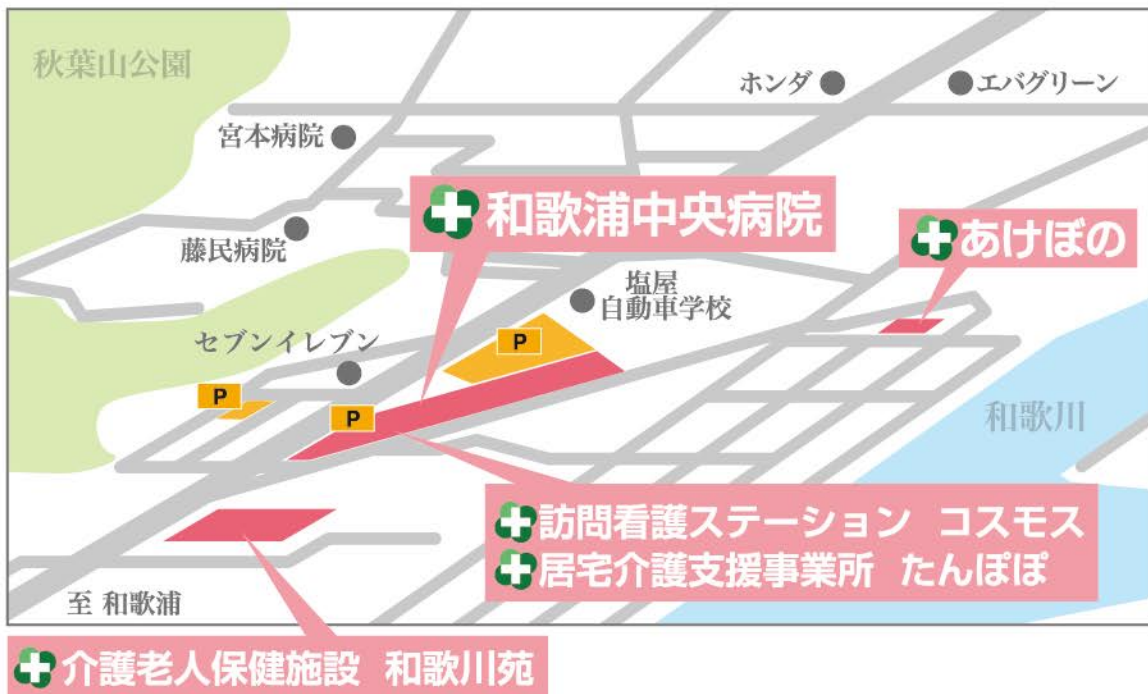 秋葉山公園
ホンダ
エバグリーン
宮本病院
和歌浦中央病院
あけぼの
藤民病院
塩屋
自動車学校
セブンイレブン
P
P
P
和歌川
訪問看護ステーション コスモス
居宅介護支援事業所 たんぽぽ
至 和歌浦
介護老人保健施設 和歌川苑